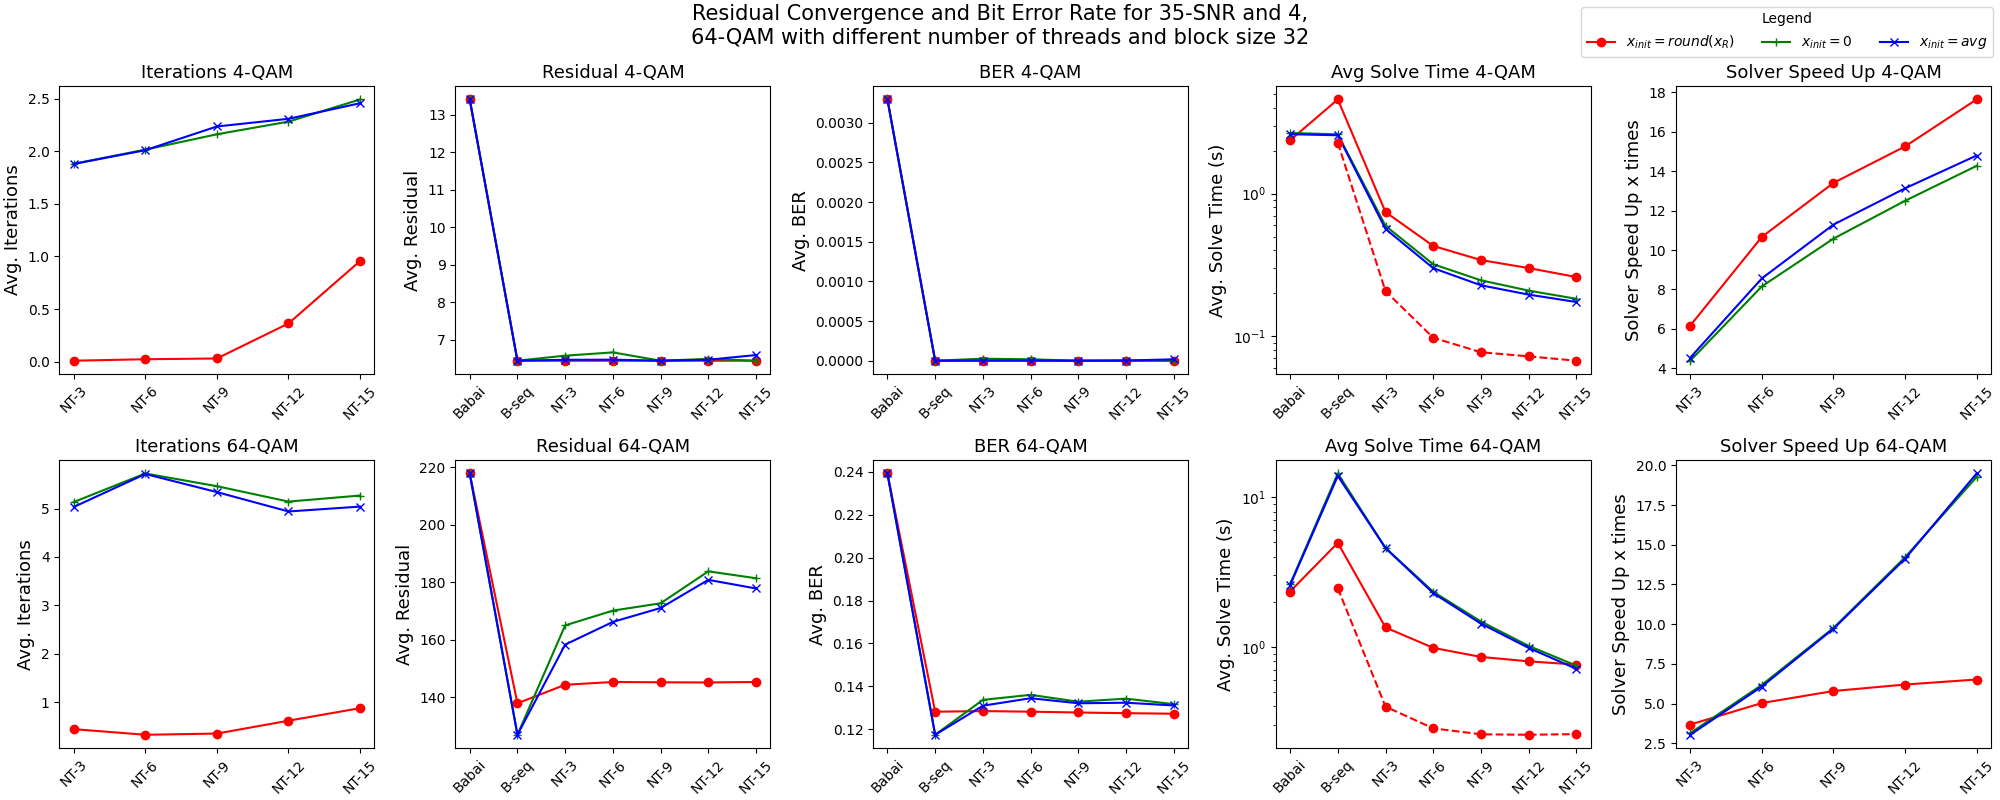 Residual Convergence and Bit Error Rate for 35-SNR and 4,
64-QAM with different number of threads and block size 32
Legend
x_init = round(x_R)
x_init = 0
x_init = avg
Iterations 4-QAM
Avg. Iterations
2.5
2.0
1.5
1.0
0.5
0.0
NT-3 NT-6 NT-9 NT-12 NT-15
Residual 4-QAM
Avg. Residual
13
12
11
10
9
8
7
Babai B-seq NT-3 NT-6 NT-9 NT-12 NT-15
BER 4-QAM
Avg. BER
0.0030
0.0025
0.0020
0.0015
0.0010
0.0005
0.0000
Babai B-seq NT-3 NT-6 NT-9 NT-12 NT-15
Avg Solve Time 4-QAM
Avg. Solve Time (s)
10⁰
10⁻¹
Babai B-seq NT-3 NT-6 NT-9 NT-12 NT-15
Solver Speed Up 4-QAM
Solver Speed Up x times
18
16
14
12
10
8
6
4
NT-3 NT-6 NT-9 NT-12 NT-15
Iterations 64-QAM
Avg. Iterations
5
4
3
2
1
NT-3 NT-6 NT-9 NT-12 NT-15
Residual 64-QAM
Avg. Residual
220
200
180
160
140
Babai B-seq NT-3 NT-6 NT-9 NT-12 NT-15
BER 64-QAM
Avg. BER
0.24
0.22
0.20
0.18
0.16
0.14
0.12
Babai B-seq NT-3 NT-6 NT-9 NT-12 NT-15
Avg Solve Time 64-QAM
Avg. Solve Time (s)
10¹
10⁰
Babai B-seq NT-3 NT-6 NT-9 NT-12 NT-15
Solver Speed Up 64-QAM
Solver Speed Up x times
20.0
17.5
15.0
12.5
10.0
7.5
5.0
2.5
NT-3 NT-6 NT-9 NT-12 NT-15